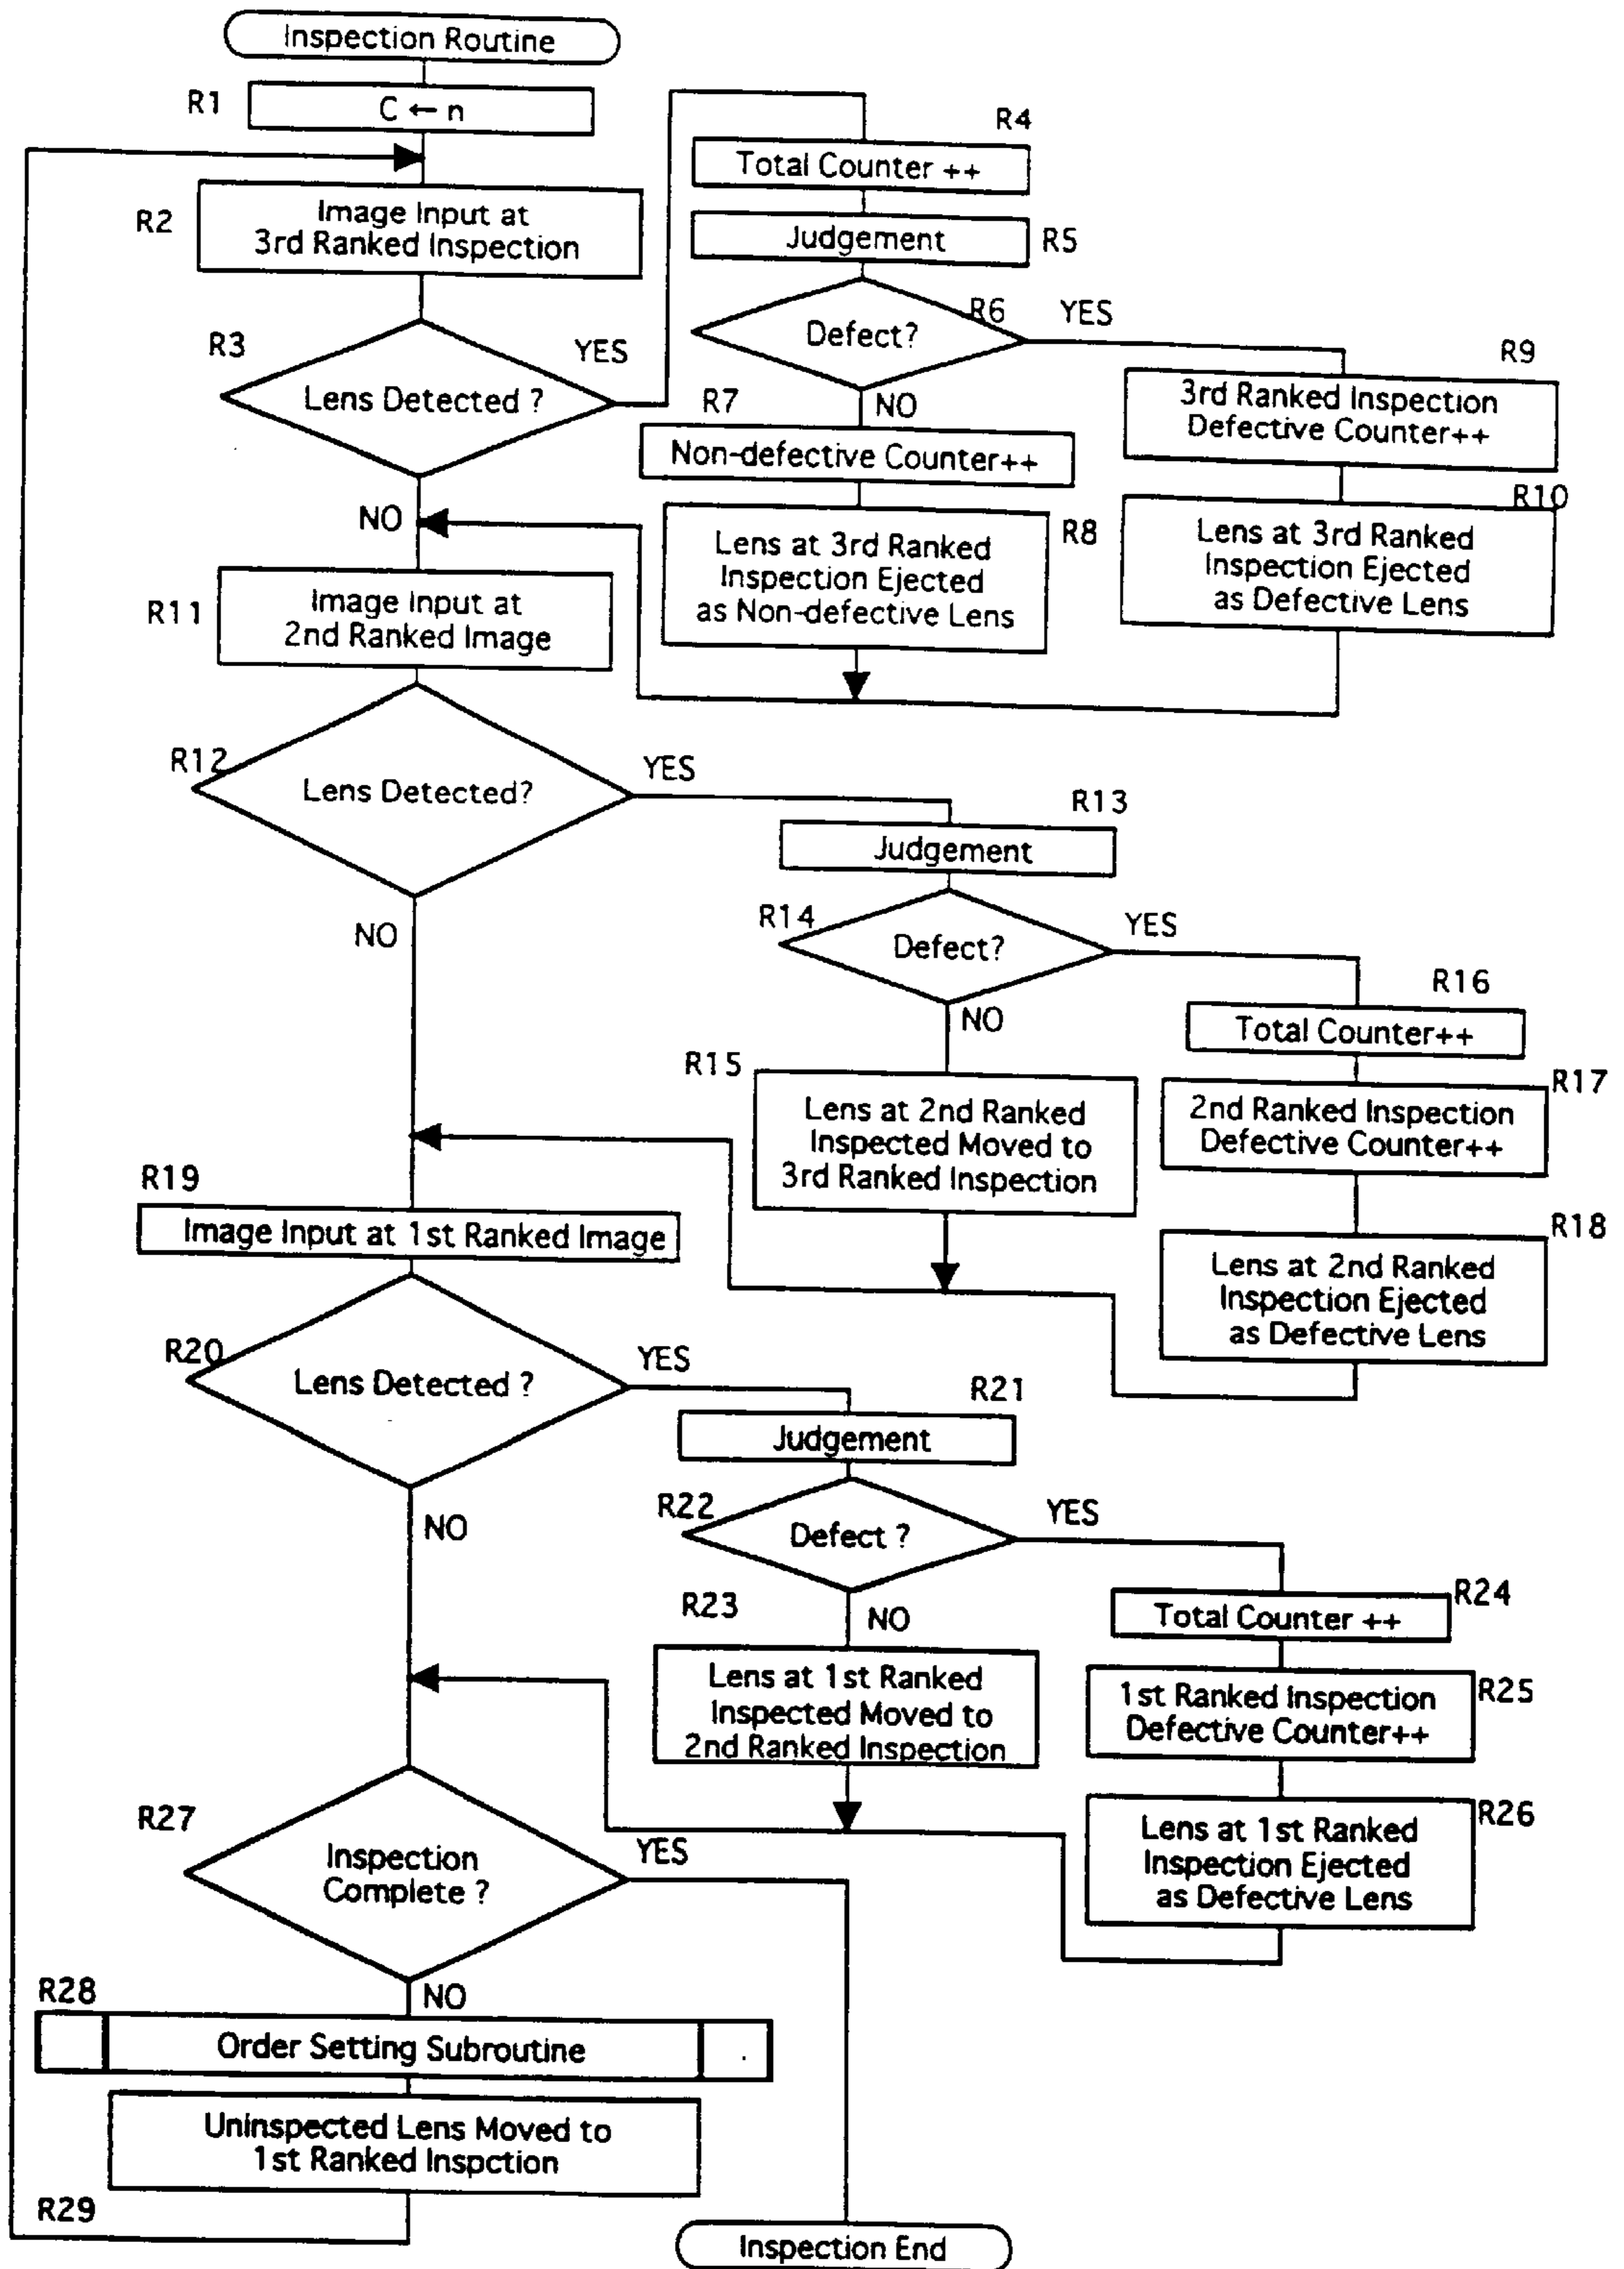 Inspection Routine
R1
C ← n
R2
Image Input at
3rd Ranked Inspection
R3
Lens Detected ?
YES
NO
R4
Total Counter ++
Judgement
R5
R6
Defect?
YES
NO
R7
Non-defective Counter++
R8
Lens at 3rd Ranked
Inspection Ejected
as Non-defective Lens
R9
3rd Ranked Inspection
Defective Counter++
R10
Lens at 3rd Ranked
Inspection Ejected
as Defective Lens
R11
Image Input at
2nd Ranked Image
R12
Lens Detected?
YES
NO
R13
Judgement
R14
Defect?
YES
NO
R15
Lens at 2nd Ranked
Inspected Moved to
3rd Ranked Inspection
R16
Total Counter++
R17
2nd Ranked Inspection
Defective Counter++
R18
Lens at 2nd Ranked
Inspection Ejected
as Defective Lens
R19
Image Input at 1st Ranked Image
R20
Lens Detected ?
YES
NO
R21
Judgement
R22
Defect ?
YES
NO
R23
Lens at 1st Ranked
Inspected Moved to
2nd Ranked Inspection
R24
Total Counter ++
R25
1st Ranked Inspection
Defective Counter++
R26
Lens at 1st Ranked
Inspection Ejected
as Defective Lens
R27
Inspection
Complete ?
YES
NO
R28
Order Setting Subroutine
Uninspected Lens Moved to
1st Ranked Inspction
R29
Inspection End